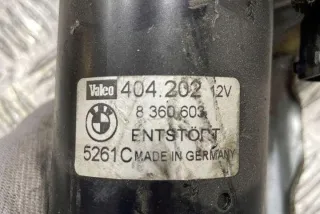 Valeo 404.202 12V
8 360 603
ENTSTÖRT
5261C MADE IN GERMANY